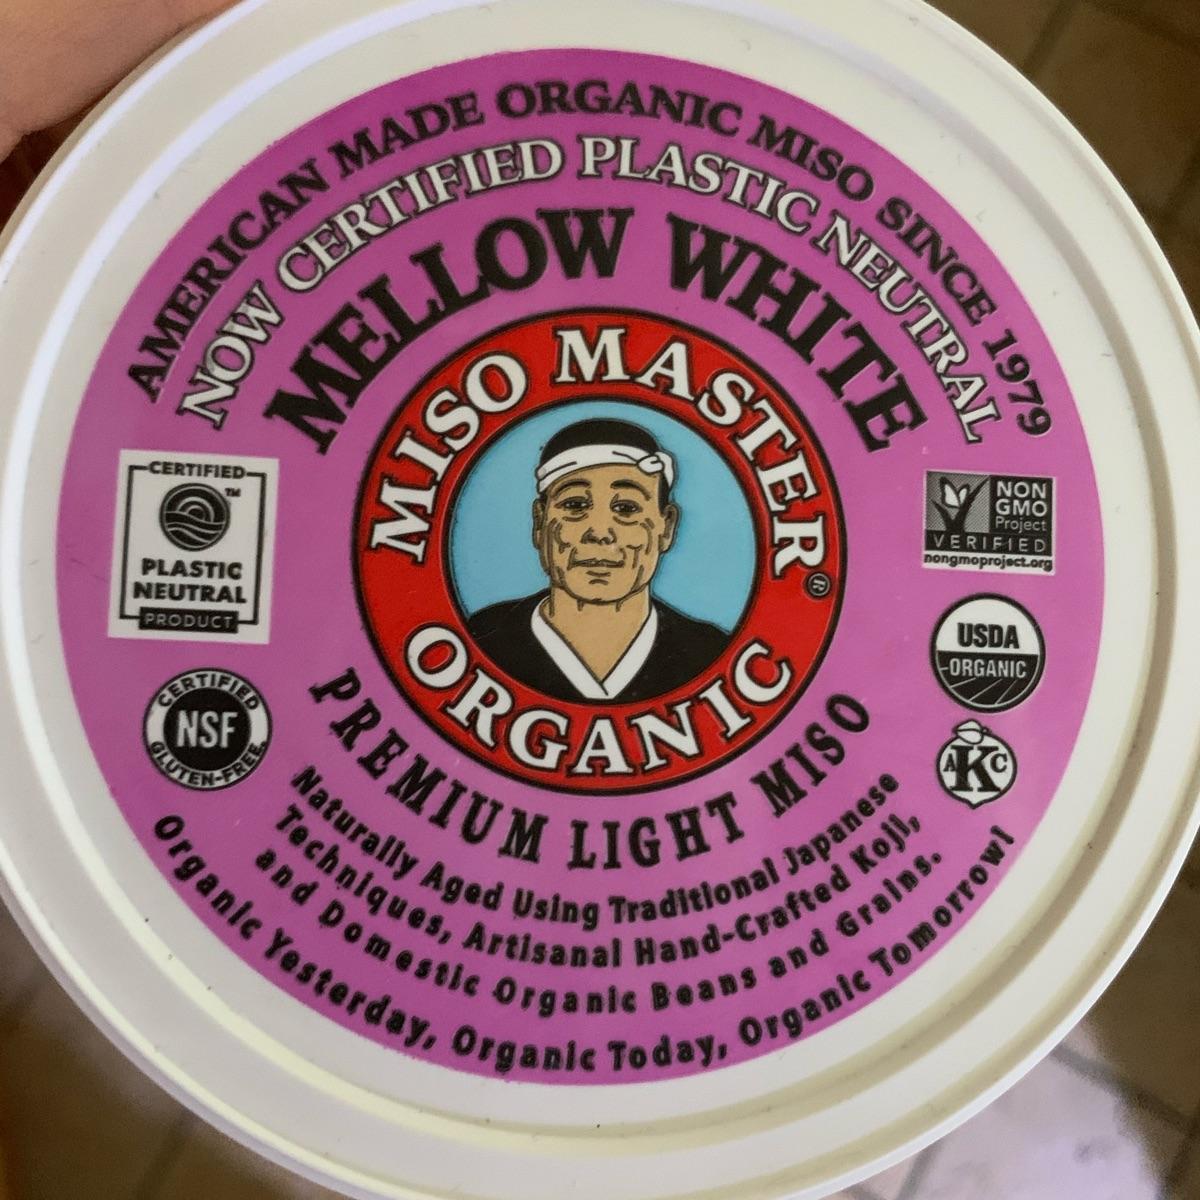 AMERICAN MADE ORGANIC MISO SINCE 1979
NOW CERTIFIED PLASTIC NEUTRAL
MELLOW WHITE
MISO MASTER®
ORGANIC
CERTIFIED
™
PLASTIC
NEUTRAL
PRODUCT
NON
GMO
Project
VERIFIED
nongmoproject.org
CERTIFIED
NSF
GLUTEN-FREE
USDA
ORGANIC
AKC
PREMIUM LIGHT MISO
Naturally Aged Using Traditional Japanese
Techniques, Artisanal Hand-Crafted Koji,
and Domestic Organic Beans and Grains.
Organic Yesterday, Organic Today, Organic Tomorrow!